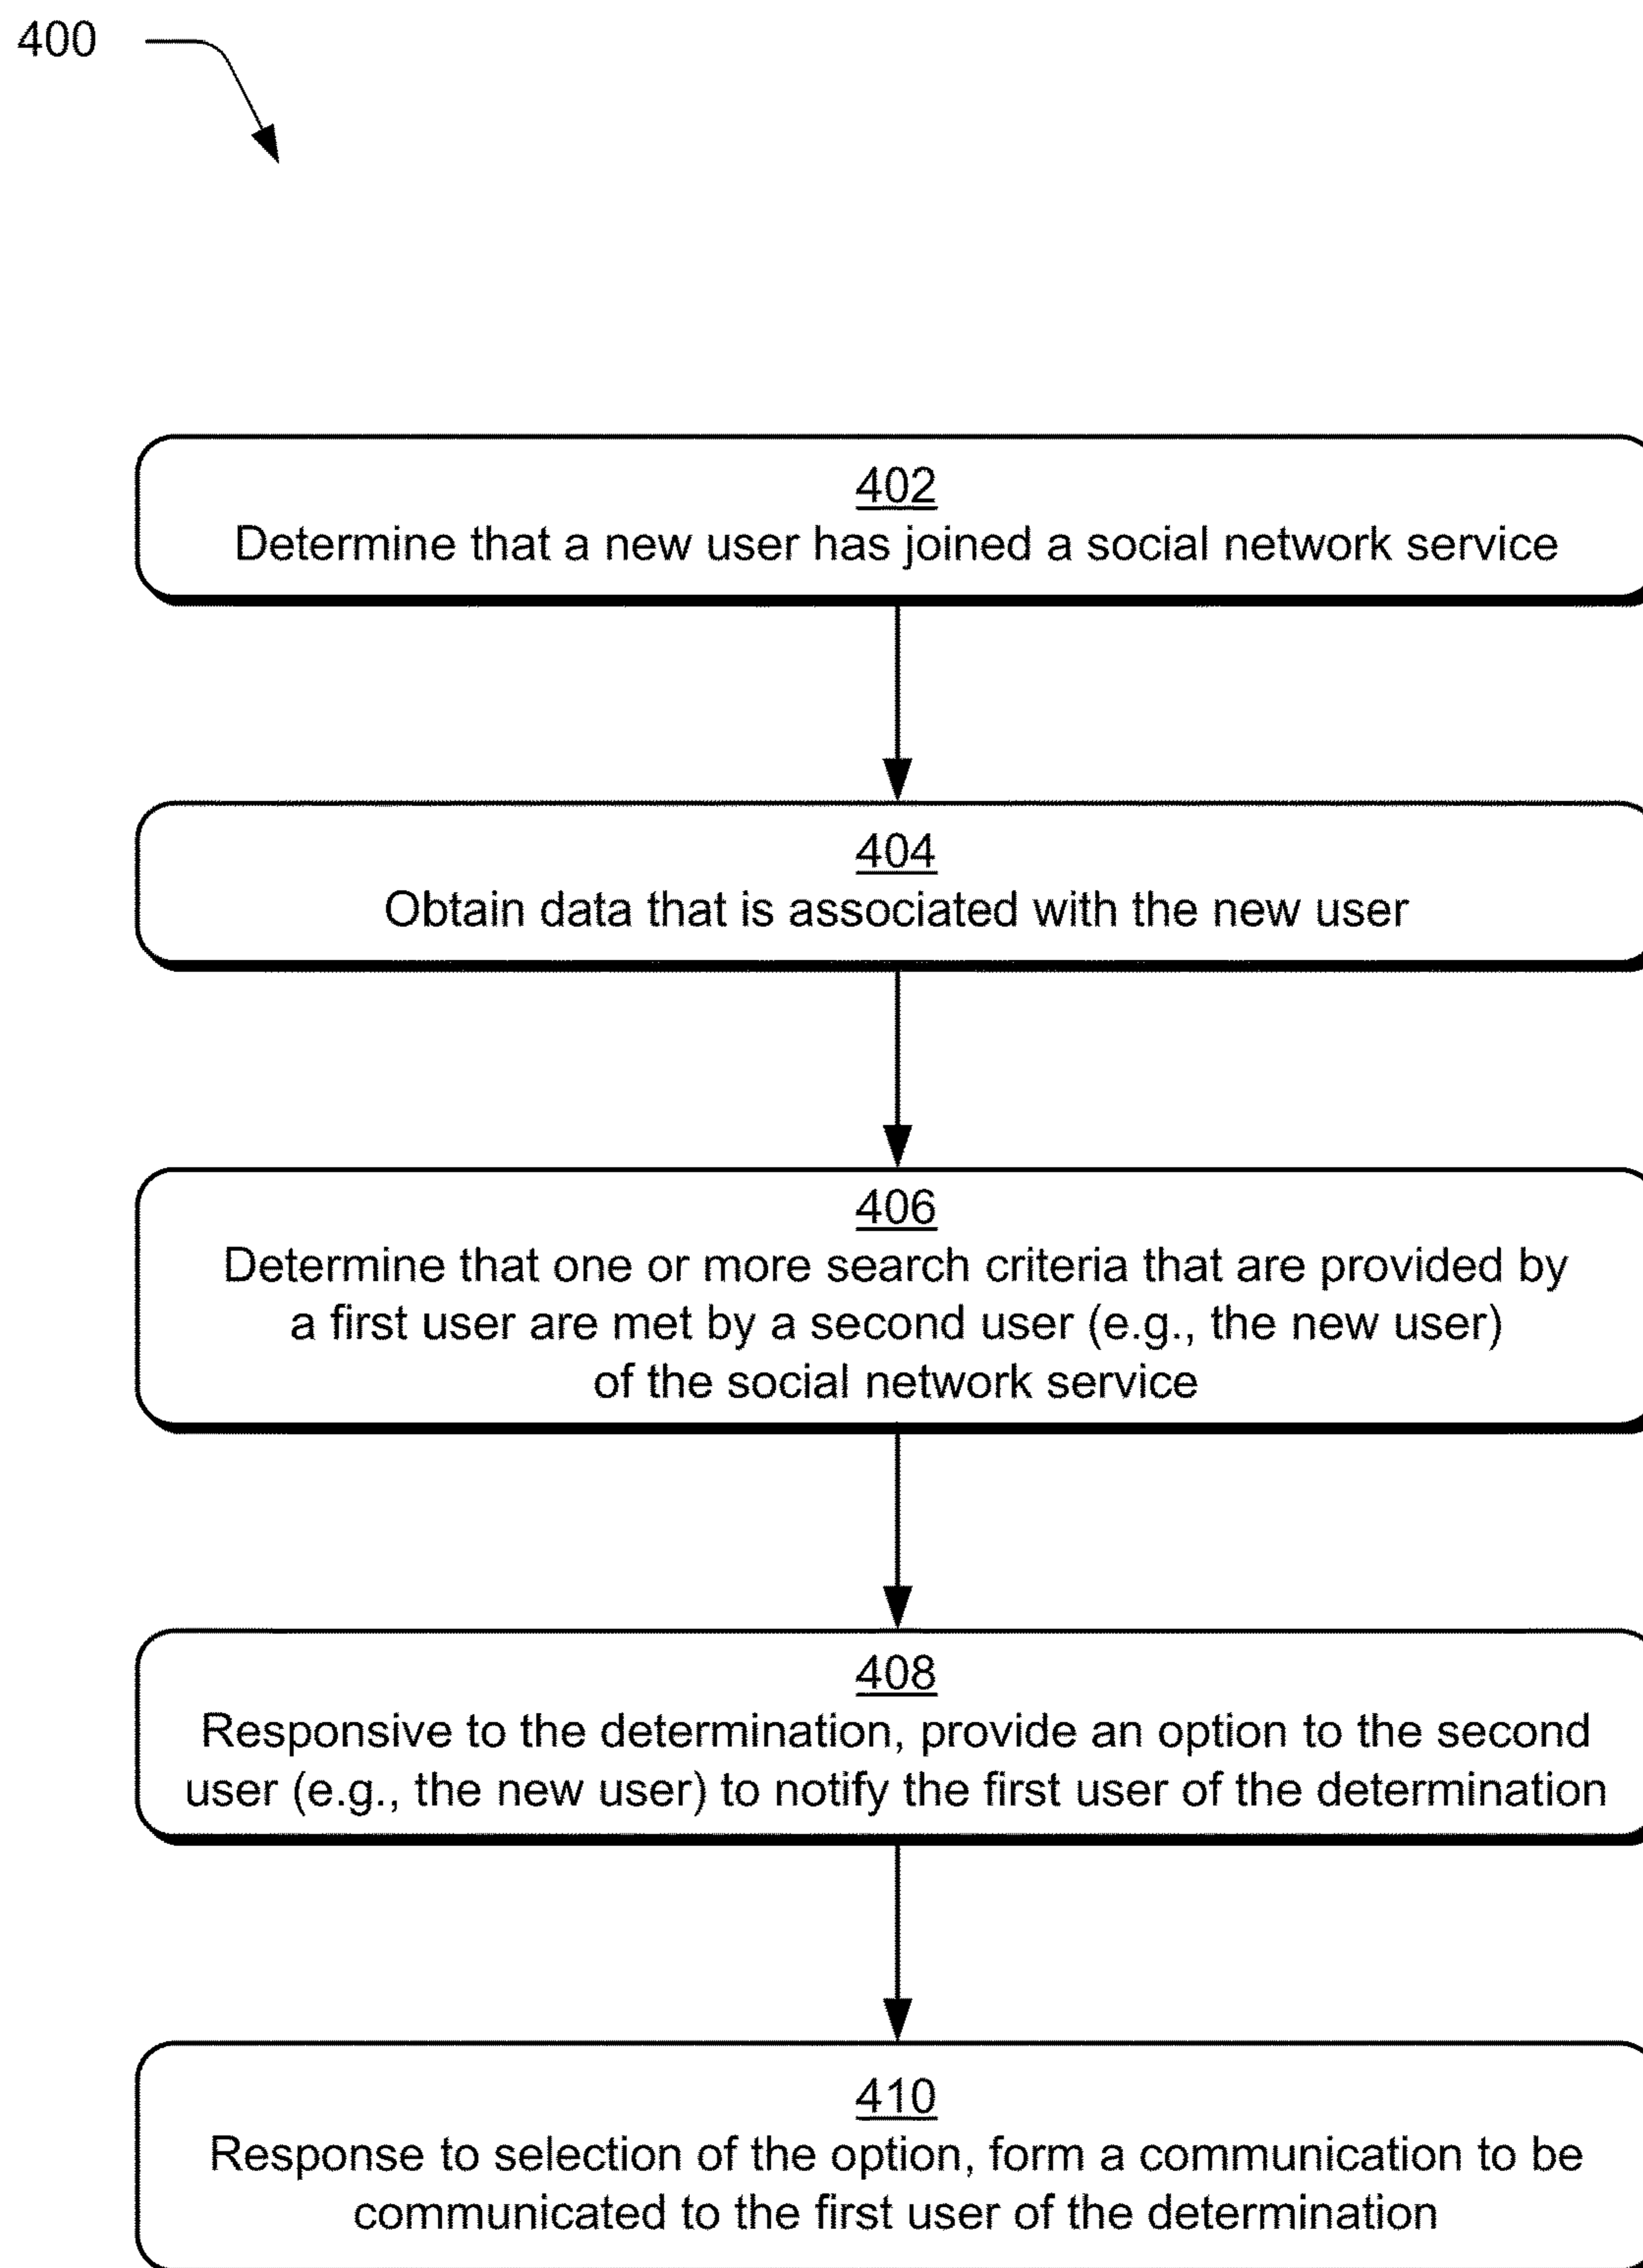 400
402
Determine that a new user has joined a social network service
404
Obtain data that is associated with the new user
406
Determine that one or more search criteria that are provided by
a first user are met by a second user (e.g., the new user)
of the social network service
408
Responsive to the determination, provide an option to the second
user (e.g., the new user) to notify the first user of the determination
410
Response to selection of the option, form a communication to be
communicated to the first user of the determination